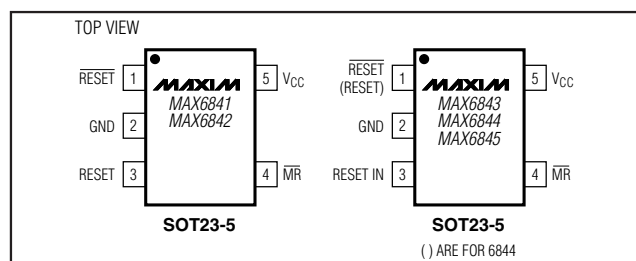 TOP VIEW
RESET 1
MAXIM
5 VCC
MAX6841
MAX6842
GND 2
RESET 3
4 MR
SOT23-5
RESET
(RESET) 1
MAXIM
5 VCC
MAX6843
MAX6844
MAX6845
GND 2
RESET IN 3
4 MR
SOT23-5
( ) ARE FOR 6844